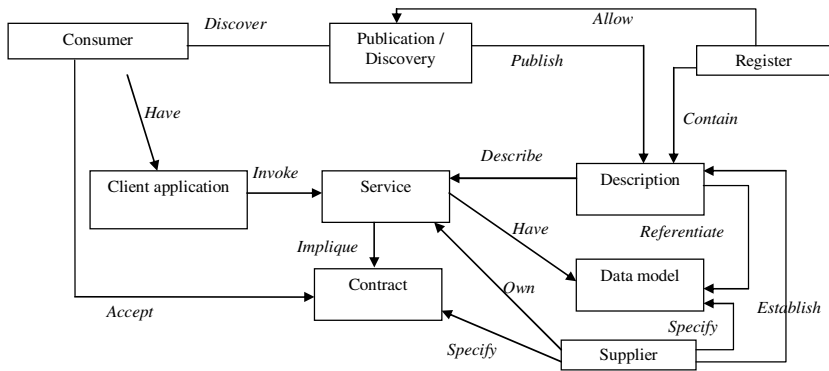 Allow
Discover
Consumer
Publication /
Discovery
Publish
Register
Have
Contain
Describe
Invoke
Client application
Service
Description
Have
Referentiate
Implique
Data model
Contract
Own
Accept
Establish
Specify
Specify
Supplier